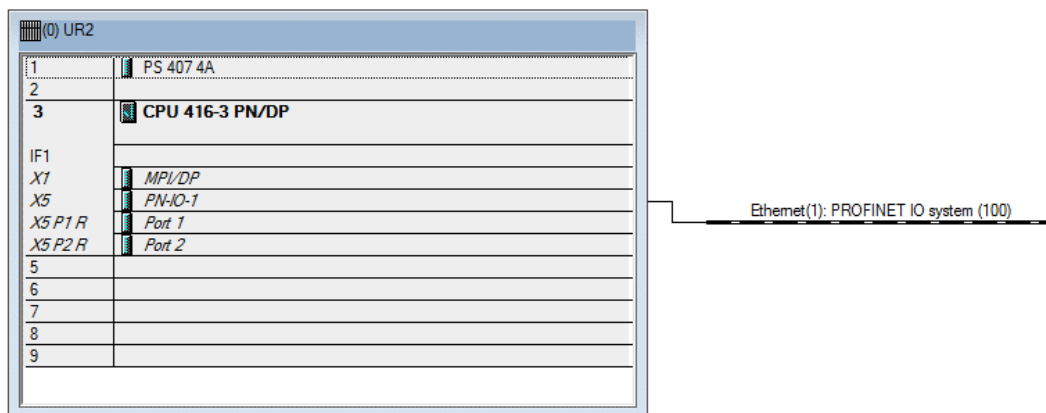 (0) UR2
1 PS 407 4A
2
3 CPU 416-3 PN/DP
IF1
X1 MPI/DP
X5 PN-IO-1
X5 P1 R Port 1
X5 P2 R Port 2
5
6
7
8
9
Ethernet(1): PROFINET IO system (100)